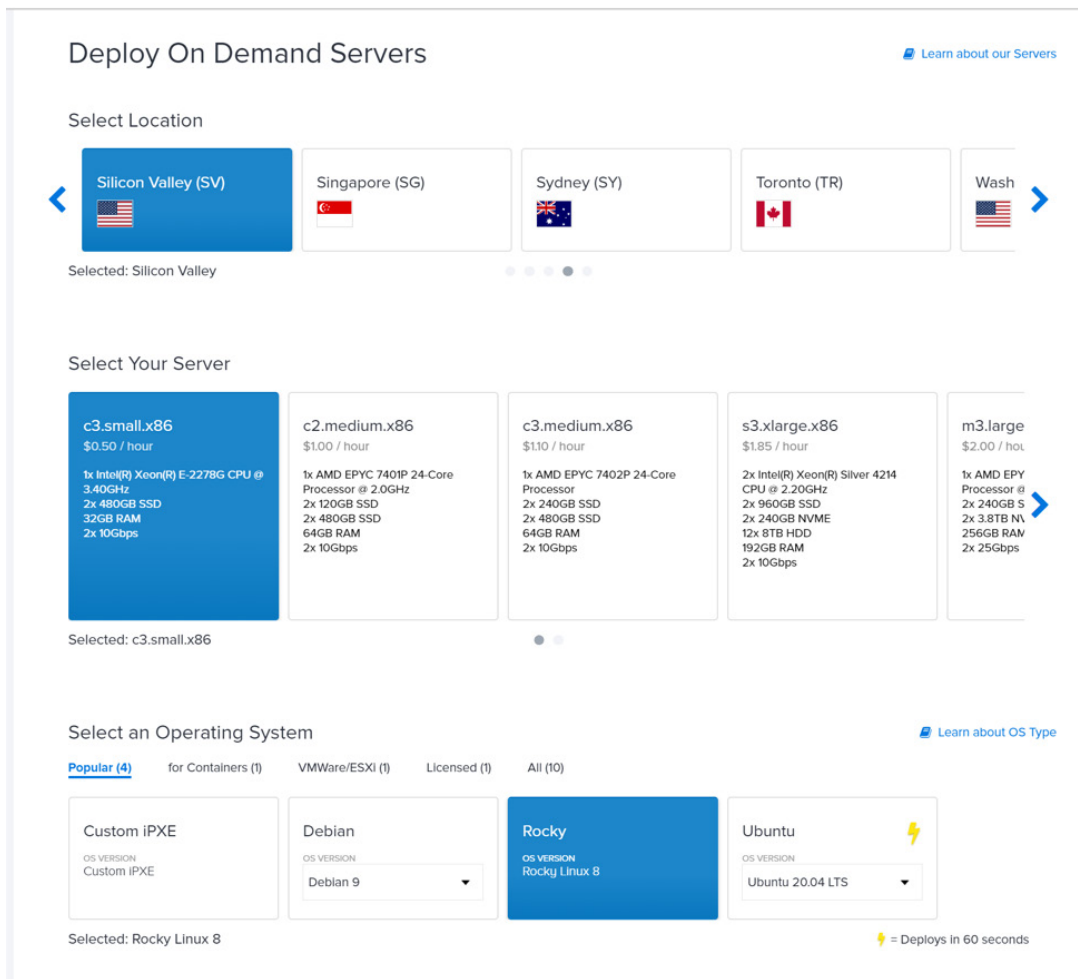 Deploy On Demand Servers
Learn about our Servers
Select Location
Silicon Valley (SV)
Singapore (SG)
Sydney (SY)
Toronto (TR)
Wash
Selected: Silicon Valley
Select Your Server
c3.small.x86
$0.50 / hour
1x Intel(R) Xeon(R) E-2278G CPU @
3.40GHz
2x 480GB SSD
32GB RAM
2x 10Gbps
c2.medium.x86
$1.00 / hour
1x AMD EPYC 7401P 24-Core
Processor @ 2.0GHz
2x 120GB SSD
2x 480GB SSD
64GB RAM
2x 10Gbps
c3.medium.x86
$1.10 / hour
1x AMD EPYC 7402P 24-Core
Processor
2x 240GB SSD
2x 480GB SSD
64GB RAM
2x 10Gbps
s3.xlarge.x86
$1.85 / hour
2x Intel(R) Xeon(R) Silver 4214
CPU @ 2.20GHz
2x 960GB SSD
2x 240GB NVME
12x 8TB HDD
192GB RAM
2x 10Gbps
m3.large
$2.00 / hou
1x AMD EPY
Processor @
2x 240GB S
2x 3.8TB NV
256GB RAM
2x 25Gbps
Selected: c3.small.x86
Select an Operating System
Learn about OS Type
Popular (4)
for Containers (1)
VMWare/ESXi (1)
Licensed (1)
All (10)
Custom iPXE
OS VERSION
Custom iPXE
Debian
OS VERSION
Debian 9
Rocky
OS VERSION
Rocky Linux 8
Ubuntu
OS VERSION
Ubuntu 20.04 LTS
Selected: Rocky Linux 8
= Deploys in 60 seconds